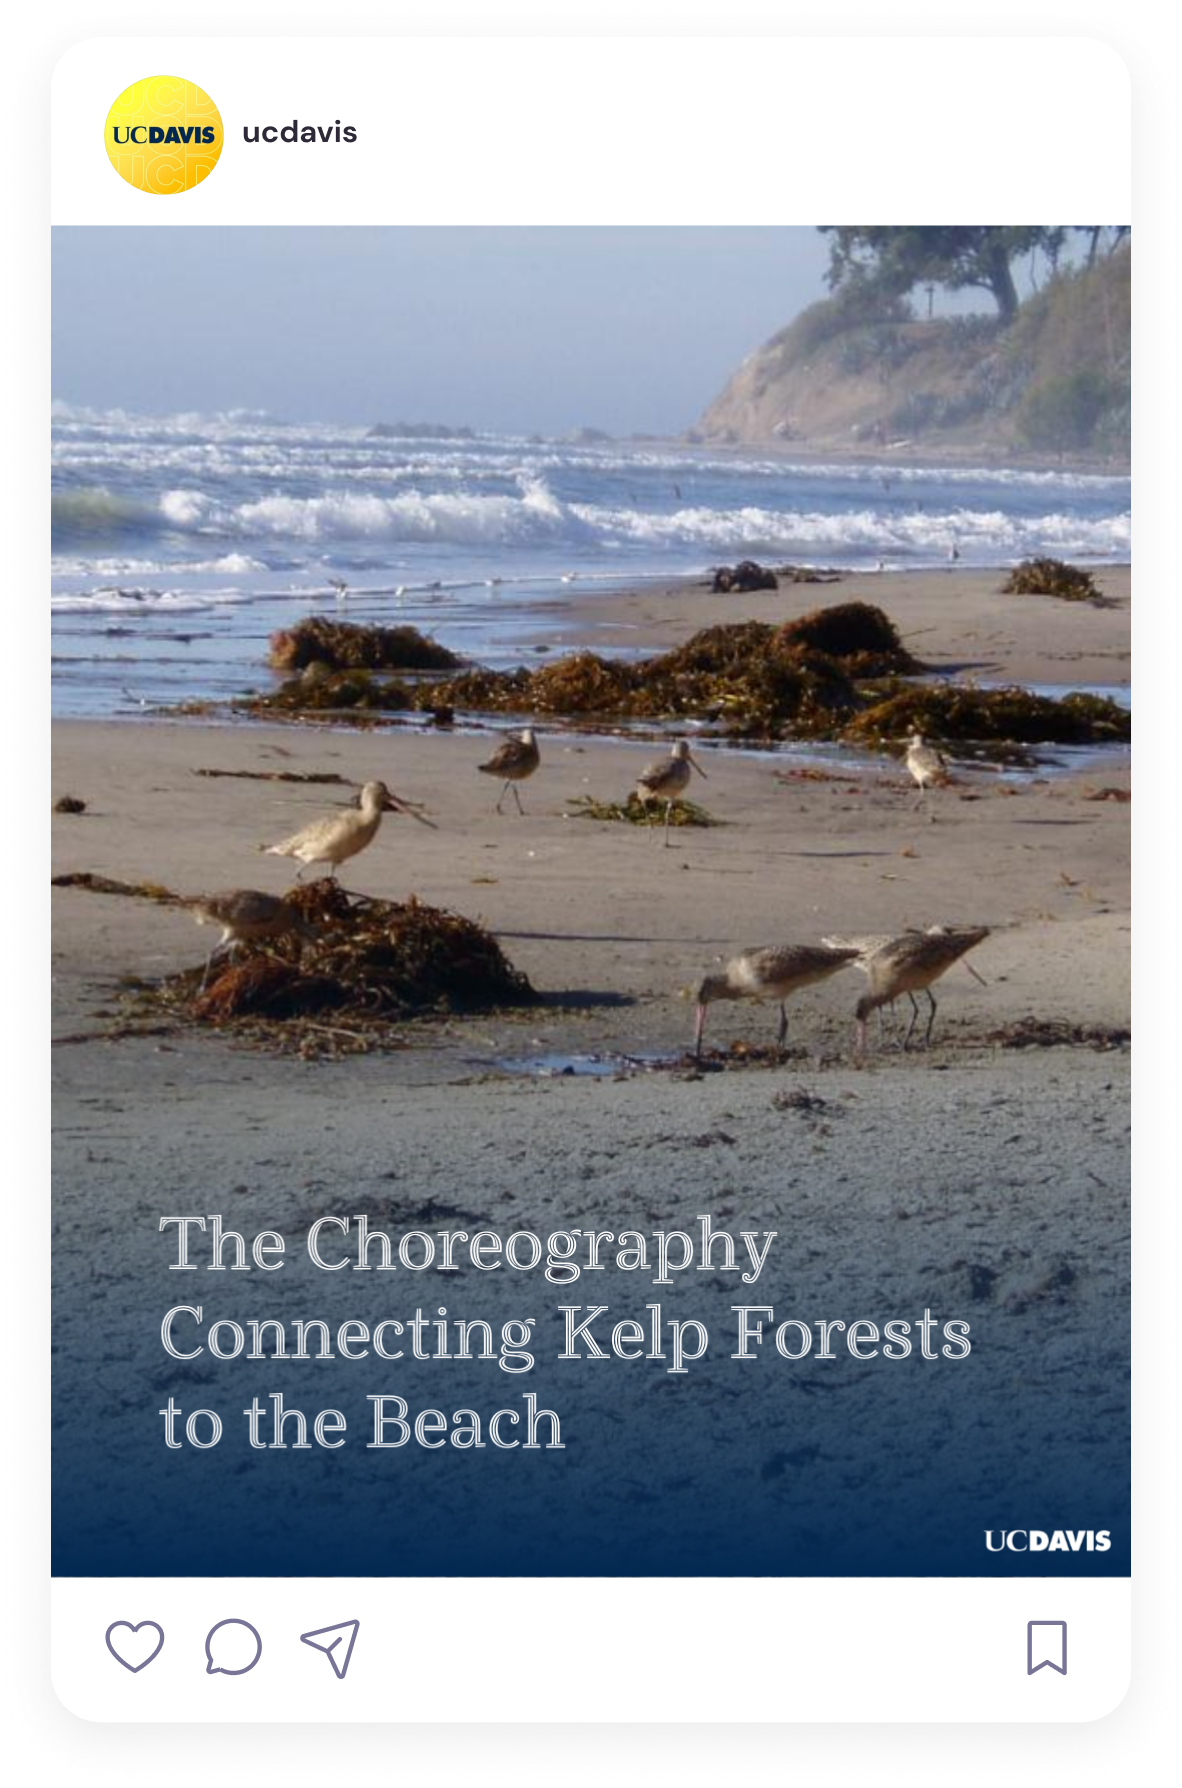 UCDAVIS
ucdavis
The Choreography
Connecting Kelp Forests
to the Beach
UCDAVIS